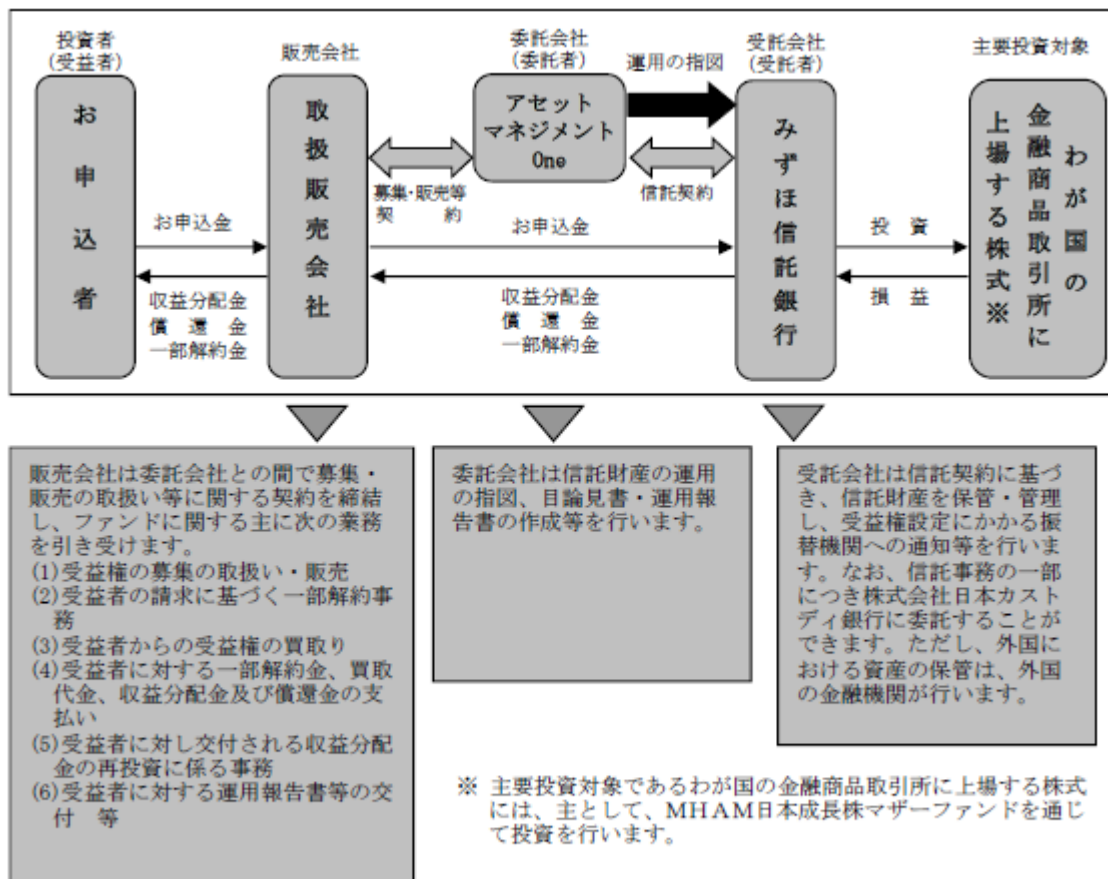 投資者
(受益者)
お申込者
販売会社
取扱販売会社
委託会社
(委託者)
アセット
マネジメント
One
運用の指図
受託会社
(受託者)
みずほ信託銀行
主要投資対象
わが国の
金融商品取引所に
上場する株式※
募集・販売等
契　　約
信託契約
お申込金
収益分配金
償　還　金
一部解約金
お申込金
収益分配金
償　還　金
一部解約金
投　資
損　益
販売会社は委託会社との間で募集・
販売の取扱い等に関する契約を締結
し、ファンドに関する主に次の業務
を引き受けます。
(1)受益権の募集の取扱い・販売
(2)受益者の請求に基づく一部解約事
務
(3)受益者からの受益権の買取り
(4)受益者に対する一部解約金、買取
代金、収益分配金及び償還金の支
払い
(5)受益者に対し交付される収益分配
金の再投資に係る事務
(6)受益者に対する運用報告書等の交
付　等
委託会社は信託財産の運用
の指図、目論見書・運用報
告書の作成等を行います。
受託会社は信託契約に基づ
き、信託財産を保管・管理
し、受益権設定にかかる振
替機関への通知等を行いま
す。なお、信託事務の一部
につき株式会社日本カスト
ディ銀行に委託することが
できます。ただし、外国に
おける資産の保管は、外国
の金融機関が行います。
※ 主要投資対象であるわが国の金融商品取引所に上場する株式
には、主として、MHAM日本成長株マザーファンドを通じ
て投資を行います。